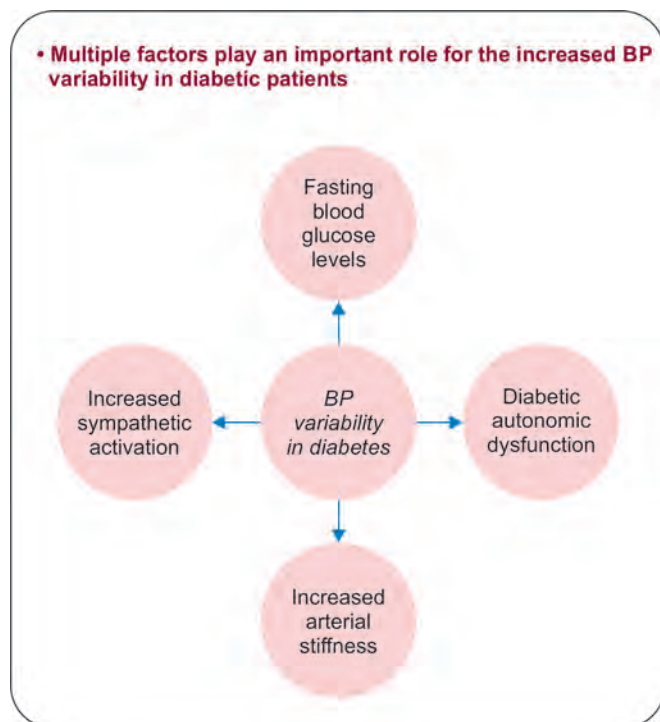 • Multiple factors play an important role for the increased BP
variability in diabetic patients
Fasting
blood
glucose
levels
Increased
sympathetic
activation
BP
variability
in diabetes
Diabetic
autonomic
dysfunction
Increased
arterial
stiffness